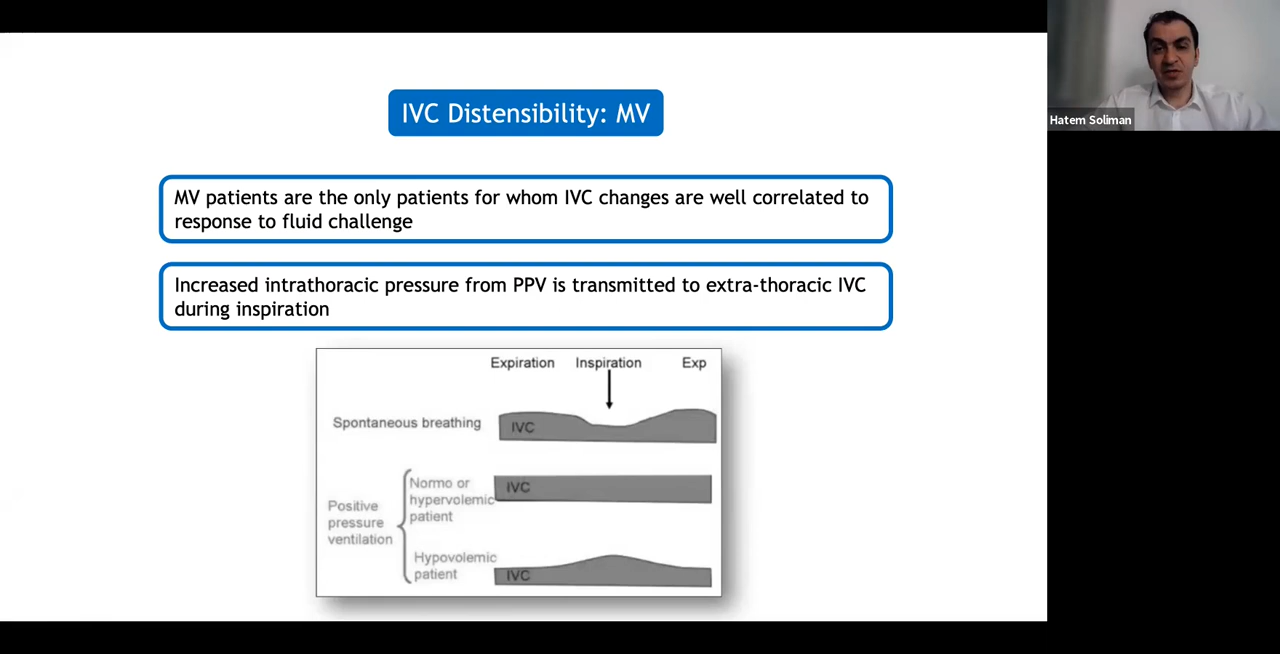 IVC Distensibility: MV
MV patients are the only patients for whom IVC changes are well correlated to
response to fluid challenge
Increased intrathoracic pressure from PPV is transmitted to extra-thoracic IVC
during inspiration
Expiration Inspiration Exp
Spontaneous breathing
IVC
Positive
pressure
ventilation
Normo or
hypervolemic
patient
IVC
Hypovolemic
patient
IVC
Hatem Soliman